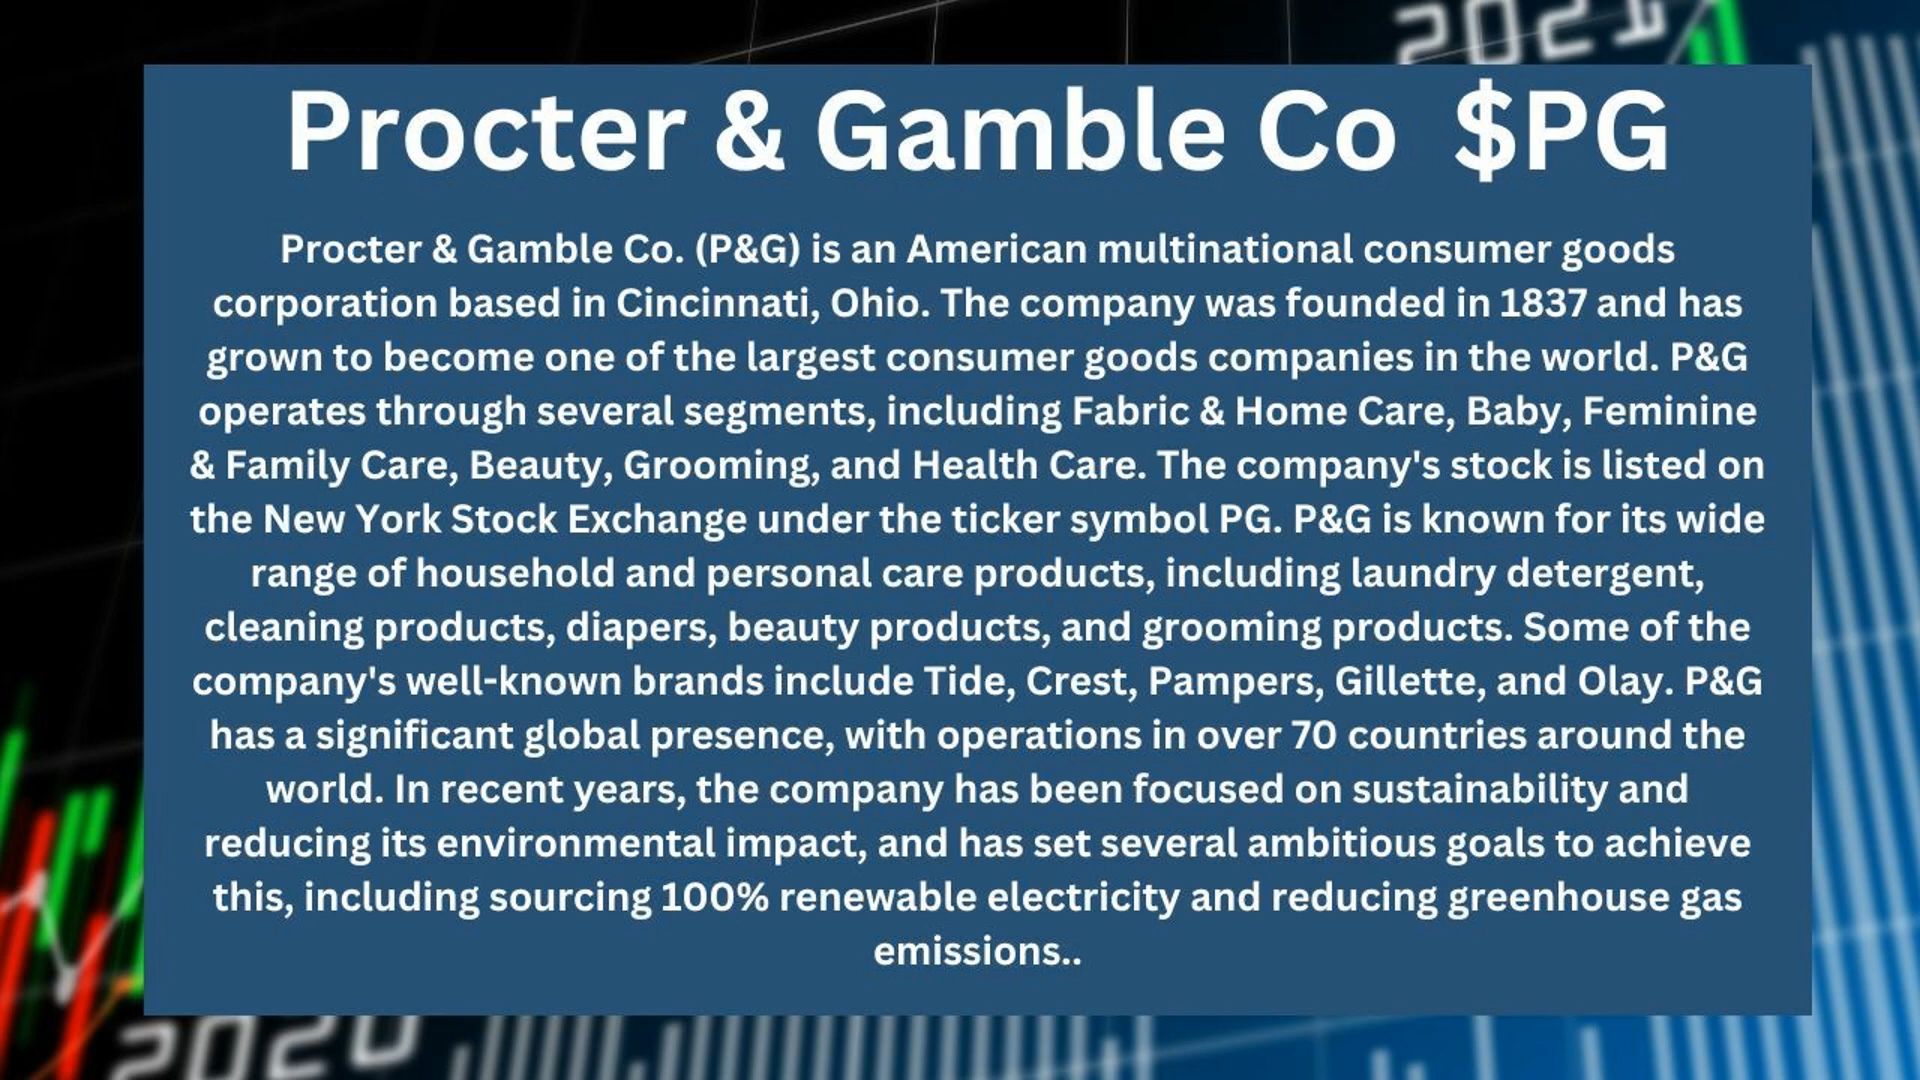 2021
Procter & Gamble Co $PG
Procter & Gamble Co. (P&G) is an American multinational consumer goods
corporation based in Cincinnati, Ohio. The company was founded in 1837 and has
grown to become one of the largest consumer goods companies in the world. P&G
operates through several segments, including Fabric & Home Care, Baby, Feminine
& Family Care, Beauty, Grooming, and Health Care. The company's stock is listed on
the New York Stock Exchange under the ticker symbol PG. P&G is known for its wide
range of household and personal care products, including laundry detergent,
cleaning products, diapers, beauty products, and grooming products. Some of the
company's well-known brands include Tide, Crest, Pampers, Gillette, and Olay. P&G
has a significant global presence, with operations in over 70 countries around the
world. In recent years, the company has been focused on sustainability and
reducing its environmental impact, and has set several ambitious goals to achieve
this, including sourcing 100% renewable electricity and reducing greenhouse gas
emissions..
2020